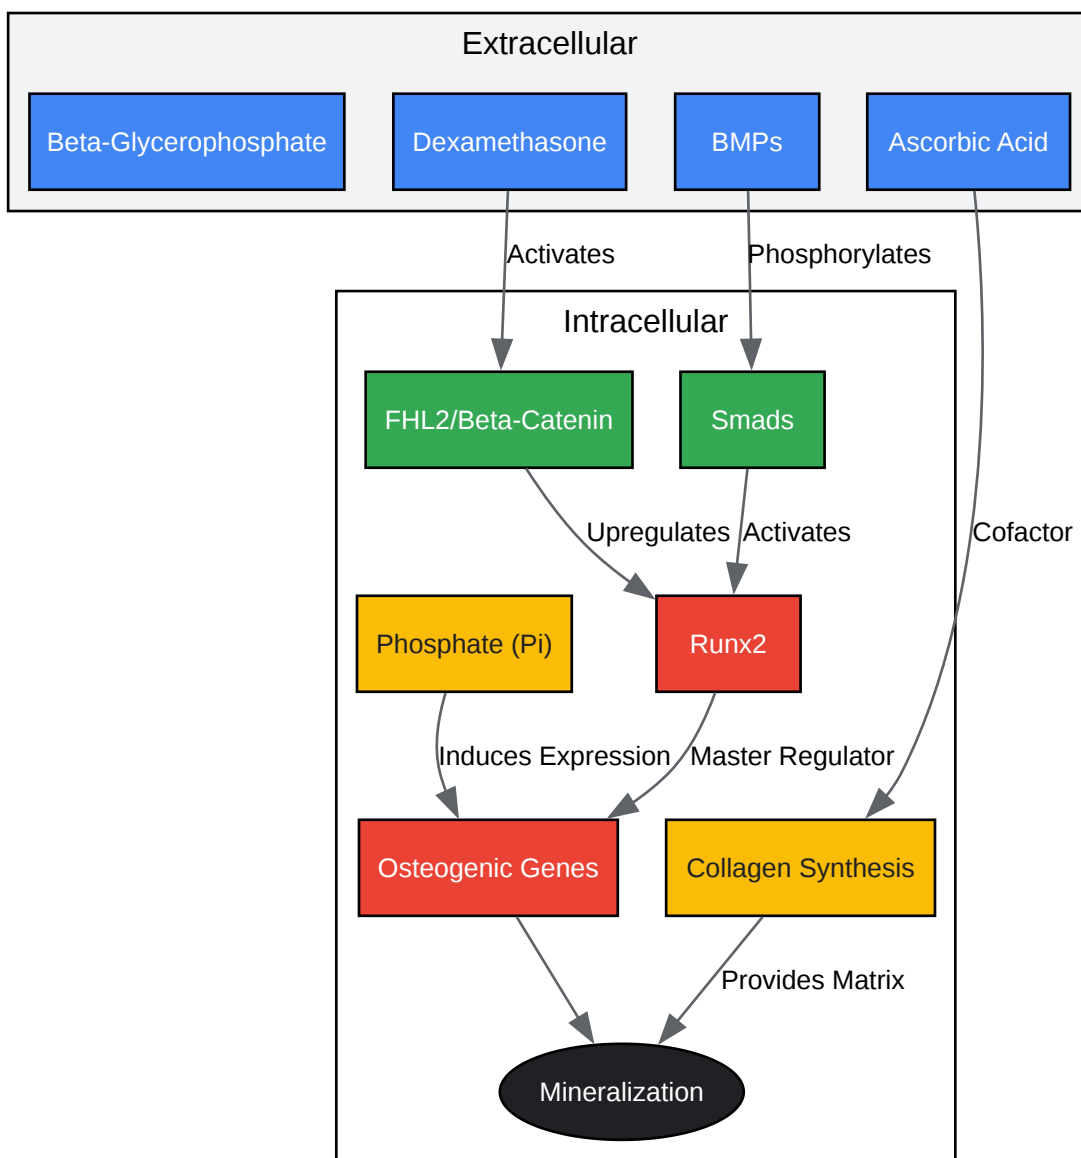 Extracellular
Beta-Glycerophosphate
Dexamethasone
BMPs
Ascorbic Acid
Activates
Phosphorylates
Intracellular
FHL2/Beta-Catenin
Smads
Upregulates
Activates
Cofactor
Phosphate (Pi)
Runx2
Induces Expression
Master Regulator
Osteogenic Genes
Collagen Synthesis
Provides Matrix
Mineralization